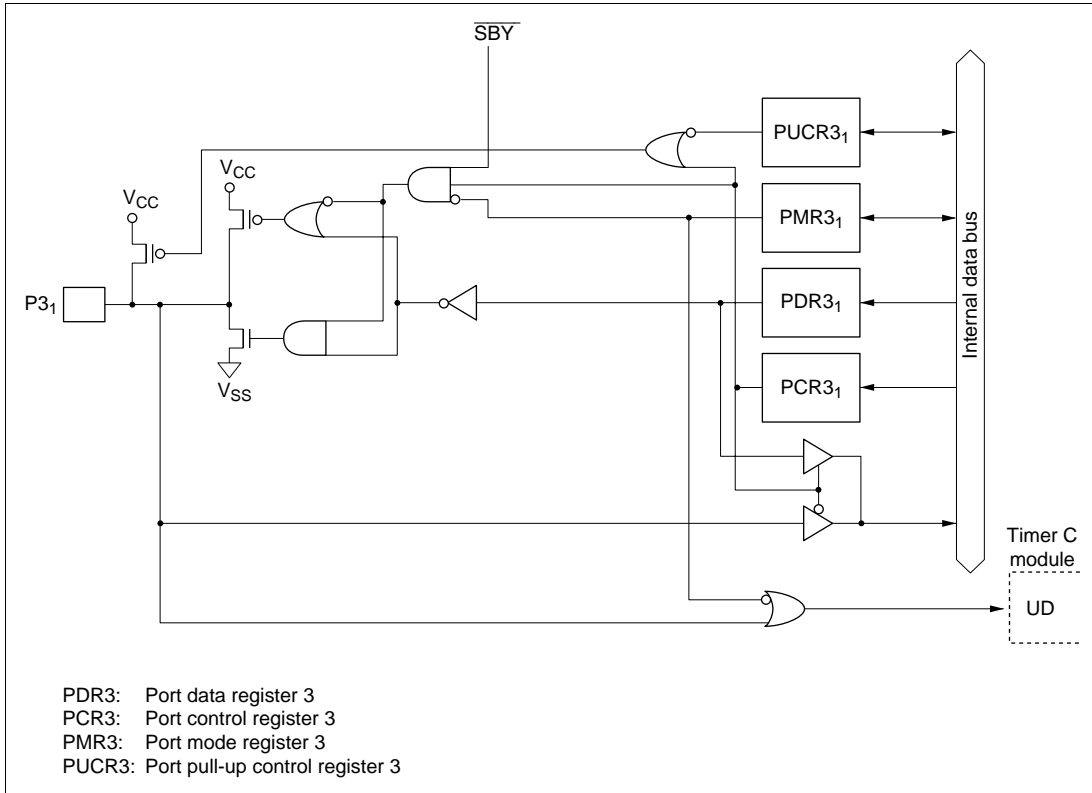 SBY
PUCR3₁
V_CC
V_CC
PMR3₁
Internal data bus
PDR3₁
P3₁
PCR3₁
V_SS
Timer C
module
UD
PDR3: Port data register 3
PCR3: Port control register 3
PMR3: Port mode register 3
PUCR3: Port pull-up control register 3